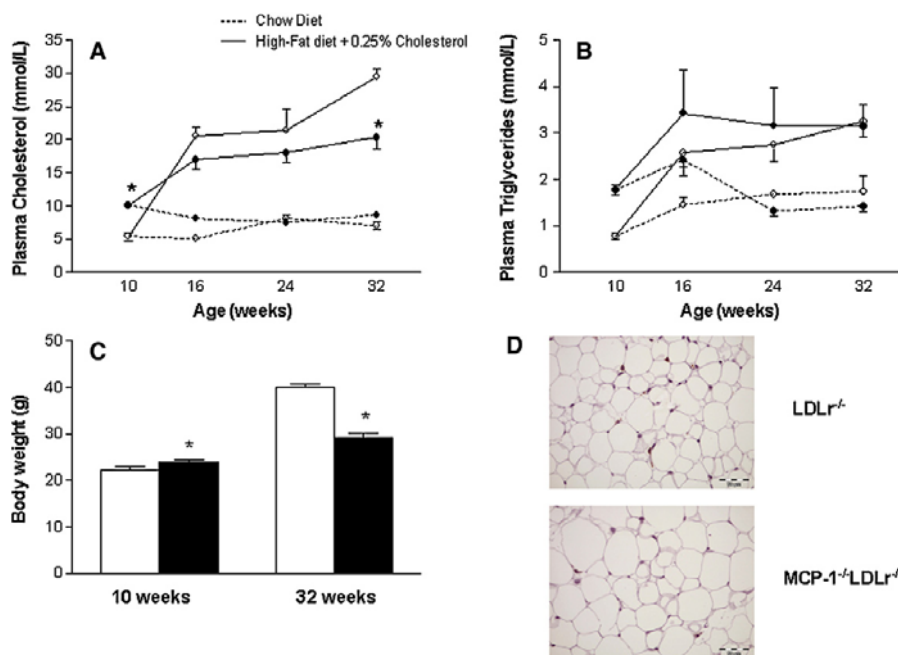 Chow Diet
High-Fat diet + 0.25% Cholesterol
A
Plasma Cholesterol (mmol/L)
35
30
25
20
15
10
5
0
*
*
10 16 24 32
Age (weeks)
B
Plasma Triglycerides (mmol/L)
5
4
3
2
1
0
10 16 24 32
Age (weeks)
C
Body weight (g)
50
40
30
20
10
0
*
*
10 weeks 32 weeks
D
LDLr-/-
MCP-1-/-LDLr-/